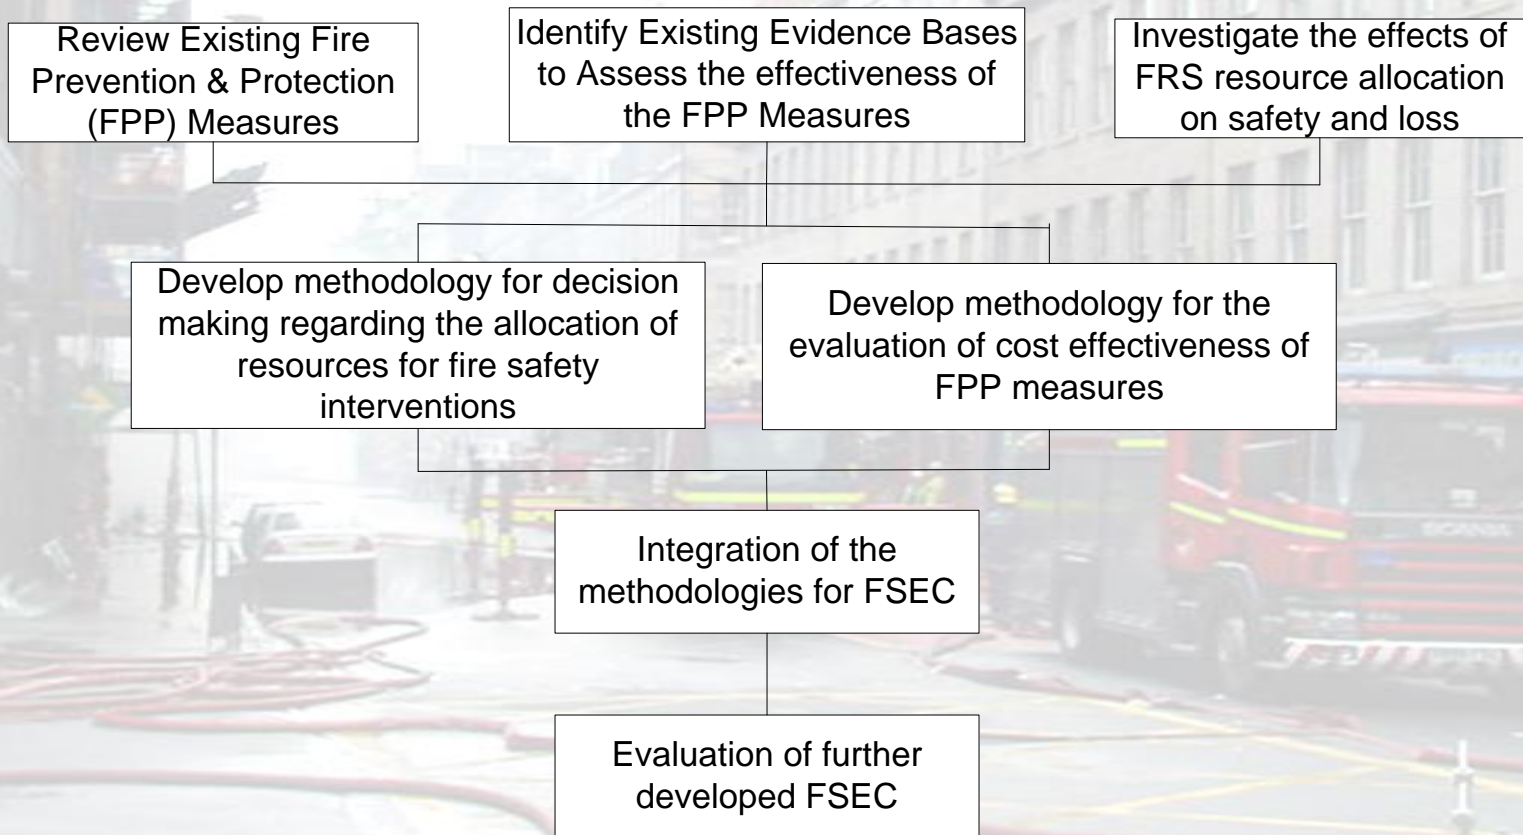 Review Existing Fire
Prevention & Protection
(FPP) Measures
Identify Existing Evidence Bases
to Assess the effectiveness of
the FPP Measures
Investigate the effects of
FRS resource allocation
on safety and loss
Develop methodology for decision
making regarding the allocation of
resources for fire safety
interventions
Develop methodology for the
evaluation of cost effectiveness of
FPP measures
Integration of the
methodologies for FSEC
Evaluation of further
developed FSEC
SCANIA